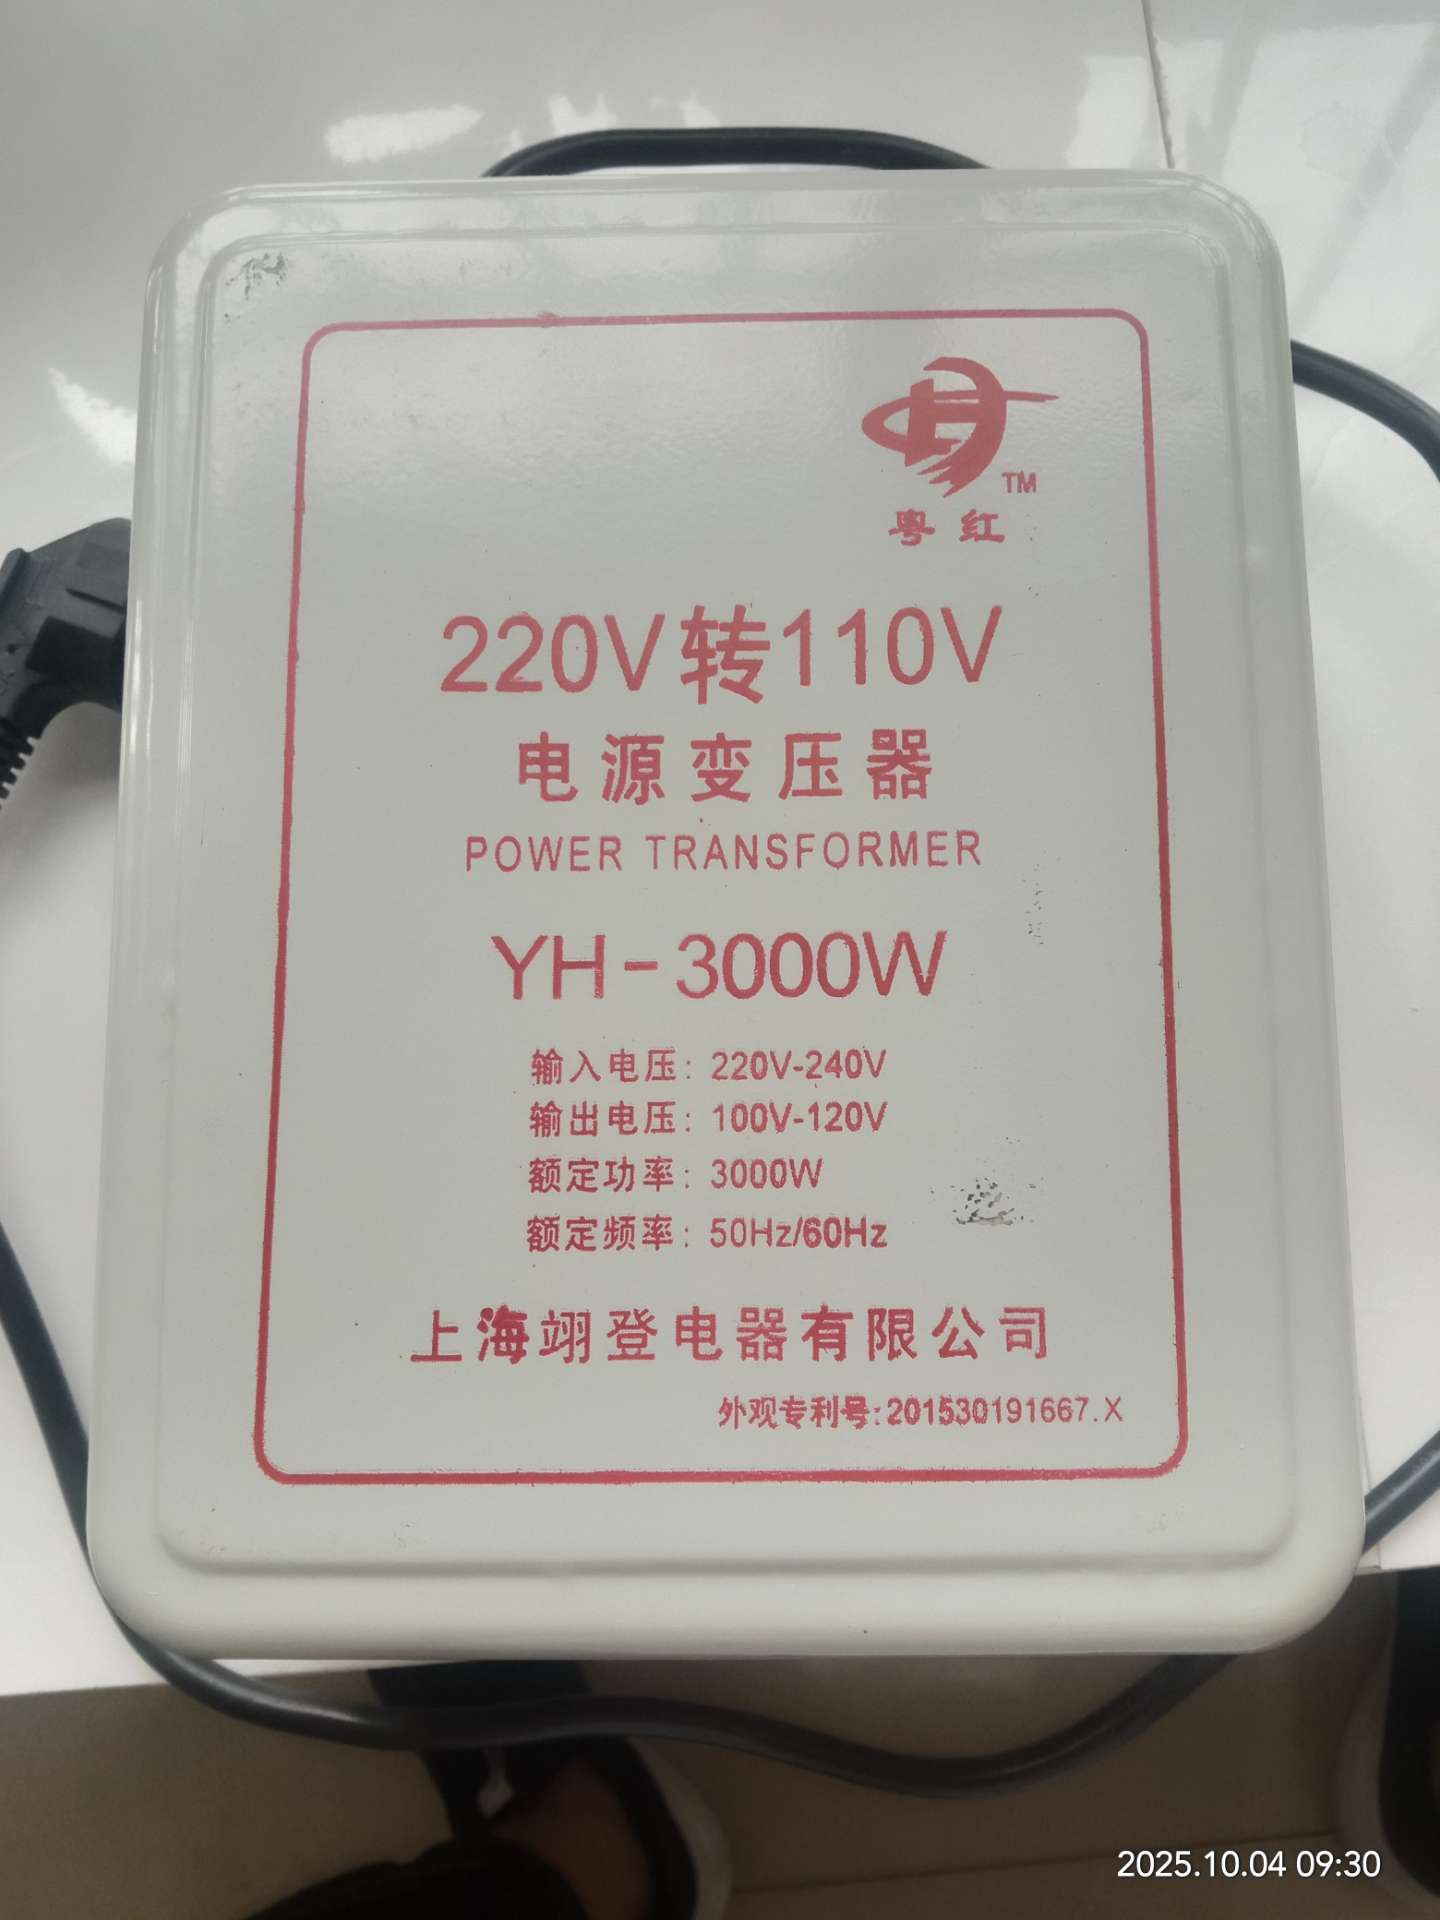 TM
粤红
220V转110V
电源变压器
POWER TRANSFORMER
YH-3000W
输入电压: 220V-240V
输出电压: 100V-120V
额定功率: 3000W
额定频率: 50Hz/60Hz
上海翊登电器有限公司
外观专利号:201530191667.X
2025.10.04 09:30